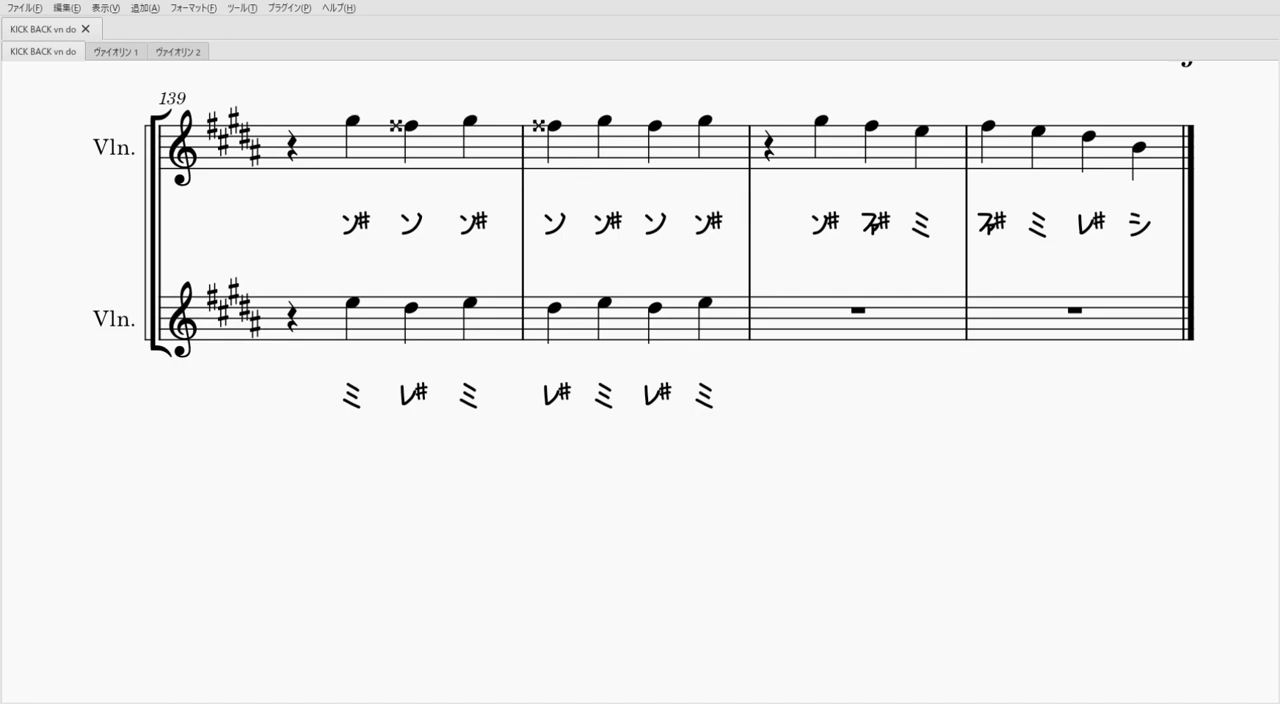 ファイル(F) 編集(E) 表示(V) 追加(A) フォーマット(F) ツール(T) プラグイン(P) ヘルプ(H)
KICK BACK vn do ✕
KICK BACK vn do ヴァイオリン 1 ヴァイオリン 2
139
Vln.
ソ# ソ ソ# ソ ソ# ソ ソ# ソ# ファ# ミ ファ# ミ レ# シ
Vln.
ミ レ# ミ レ# ミ レ# ミ